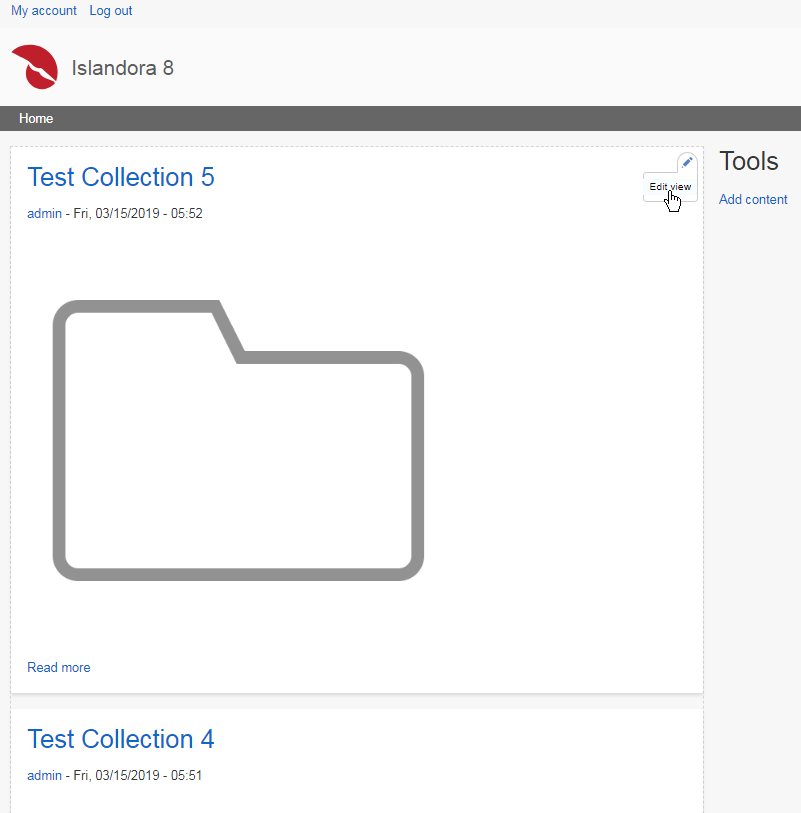 My account Log out
Islandora 8
Home
Test Collection 5
Edit view
admin - Fri, 03/15/2019 - 05:52
Read more
Test Collection 4
admin - Fri, 03/15/2019 - 05:51
Tools
Add content